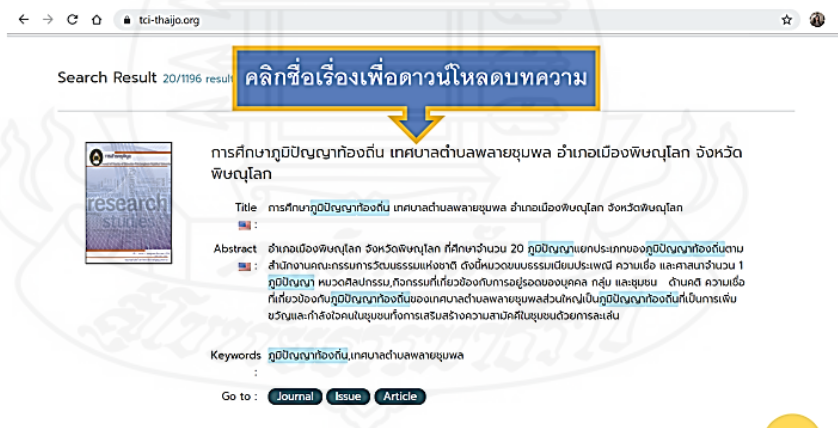 tci-thaijo.org
Search Result 20/1196 result
คลิกชื่อเรื่องเพื่อดาวน์โหลดบทความ
research
studies
การศึกษาภูมิปัญญาท้องถิ่น เทศบาลตำบลพลายชุมพล อำเภอเมืองพิษณุโลก จังหวัด
พิษณุโลก
Title การศึกษาภูมิปัญญาท้องถิ่น เทศบาลตำบลพลายชุมพล อำเภอเมืองพิษณุโลก จังหวัดพิษณุโลก
:
Abstract อำเภอเมืองพิษณุโลก จังหวัดพิษณุโลก ที่ศึกษาจำนวน 20 ภูมิปัญญาแยกประเภทของภูมิปัญญาท้องถิ่นตาม
: สำนักงานคณะกรรมการวัฒนธรรมแห่งชาติ ดังนี้หมวดขนบธรรมเนียมประเพณี ความเชื่อ และศาสนาจำนวน 1
ภูมิปัญญา หมวดศิลปกรรม,กิจกรรมที่เกี่ยวข้องกับการอยู่รอดของบุคคล กลุ่ม และชุมชน ด้านคติ ความเชื่อ
ที่เกี่ยวข้องกับภูมิปัญญาท้องถิ่นของเทศบาลตำบลพลายชุมพลส่วนใหญ่เป็นภูมิปัญญาท้องถิ่นที่เป็นการเพิ่ม
ขวัญและกำลังใจคนในชุมชนทั้งการเสริมสร้างความสามัคคีในชุมชนด้วยการละเล่น
Keywords ภูมิปัญญาท้องถิ่น,เทศบาลตำบลพลายชุมพล
:
Go to : Journal Issue Article